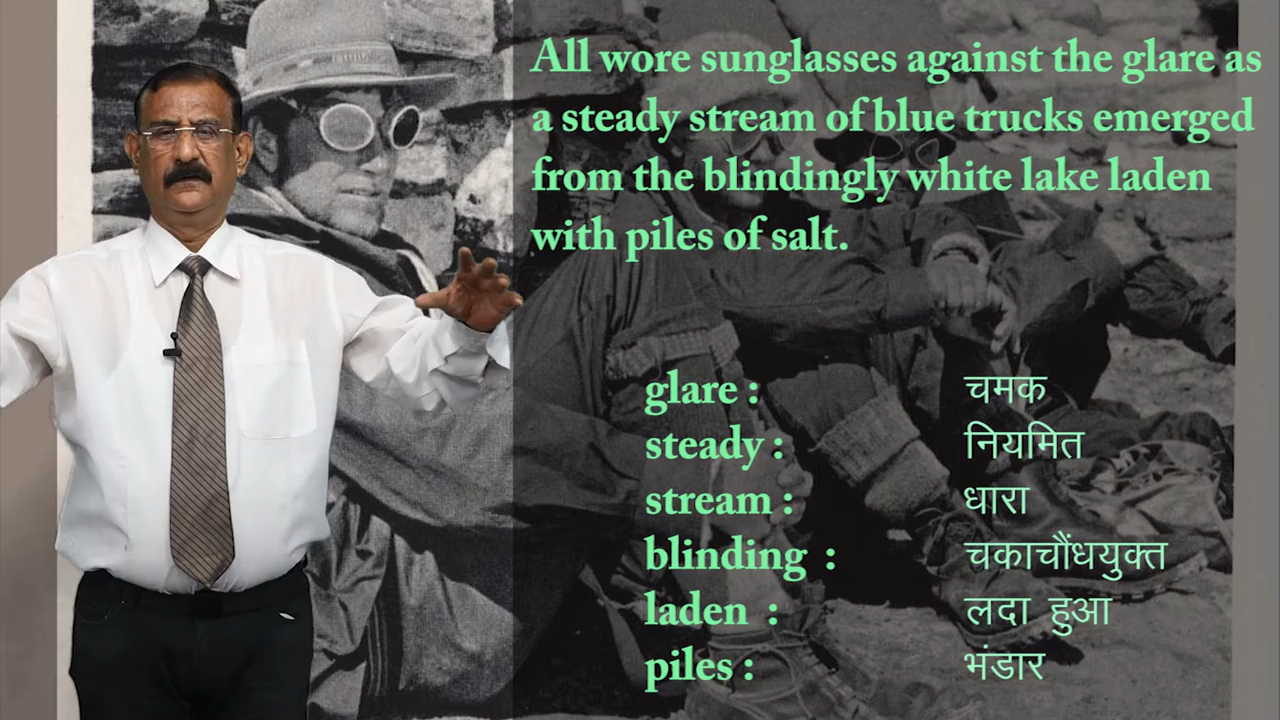 All wore sunglasses against the glare as
a steady stream of blue trucks emerged
from the blindingly white lake laden
with piles of salt.
glare : चमक
steady : नियमित
stream : धारा
blinding : चकाचौंधयुक्त
laden : लदा हुआ
piles : भंडार